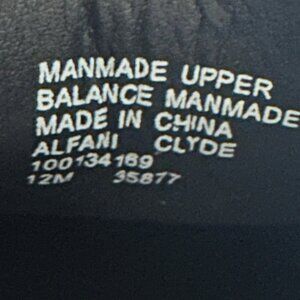 MANMADE UPPER
BALANCE MANMADE
MADE IN CHINA
ALFANI CLYDE
100134169
12M 35877